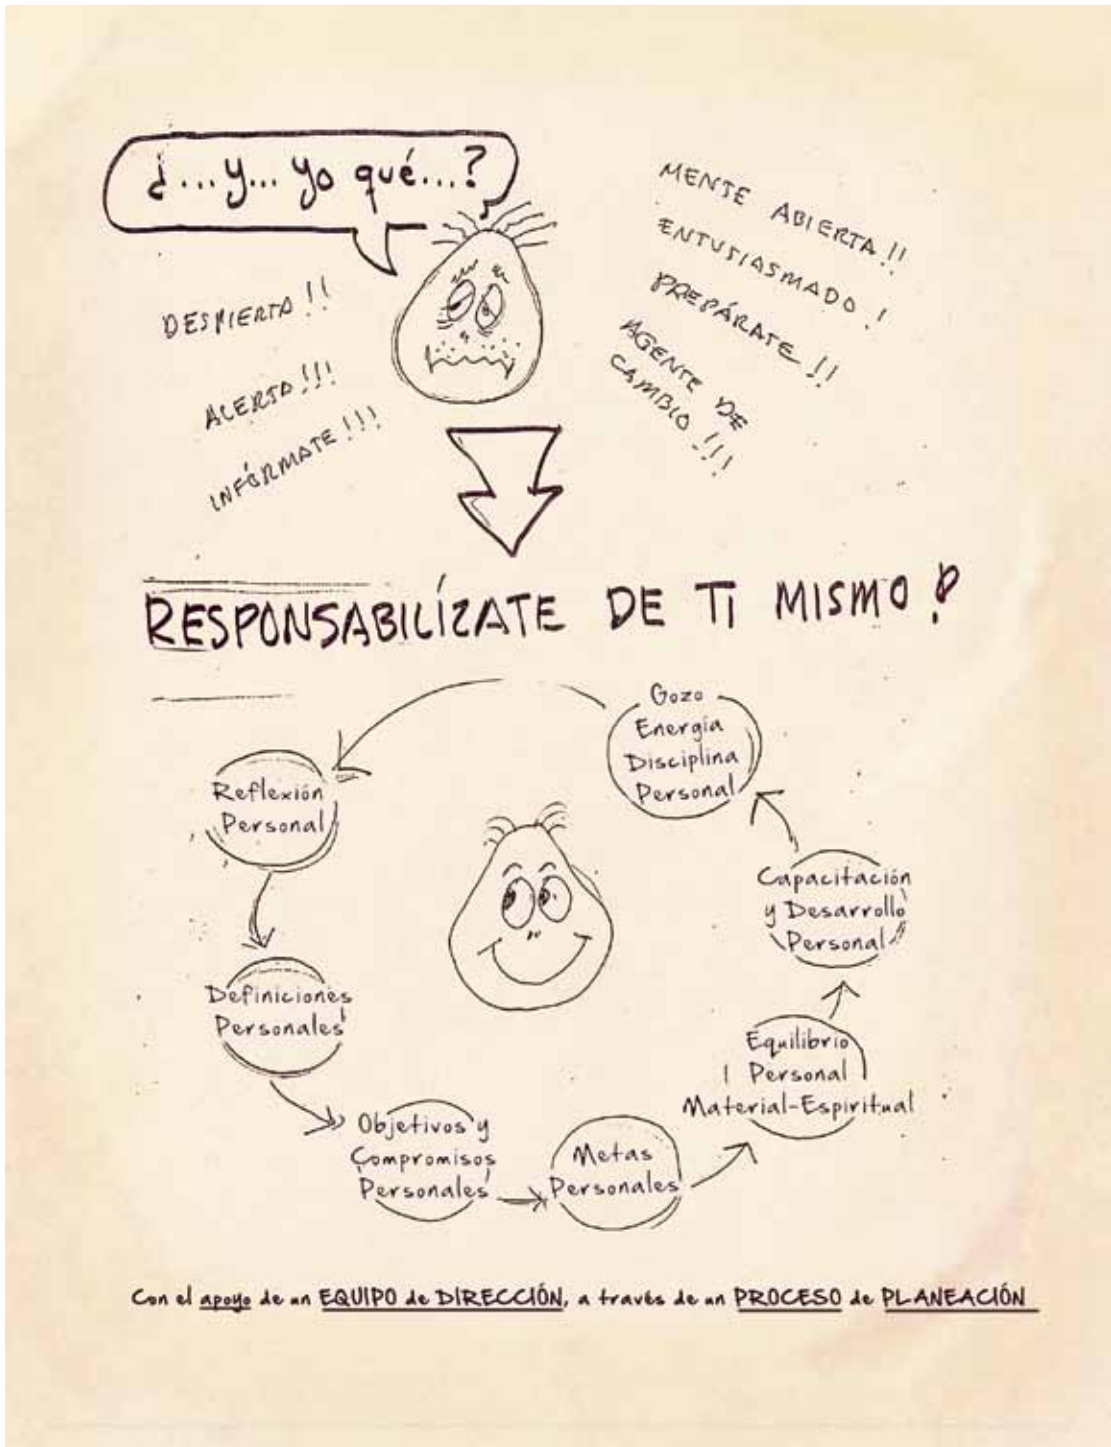 ¿...y... yo qué...?
DESPIERTA!!
ALERTA!!!
INFÓRMATE!!!
MENTE ABIERTA!!
ENTUSIASMADO!
PREPÁRATE!!
AGENTE DE
CAMBIO!!!
RESPONSABILÍZATE DE TI MISMO!
Gozo
Energía
Disciplina
Personal
Reflexión
Personal
Definiciones
Personales
Objetivos y
Compromisos
Personales
Metas
Personales
Equilibrio
Personal
Material-Espiritual
Capacitación
y Desarrollo
Personal
Con el apoyo de un EQUIPO de DIRECCIÓN, a través de un PROCESO de PLANEACIÓN